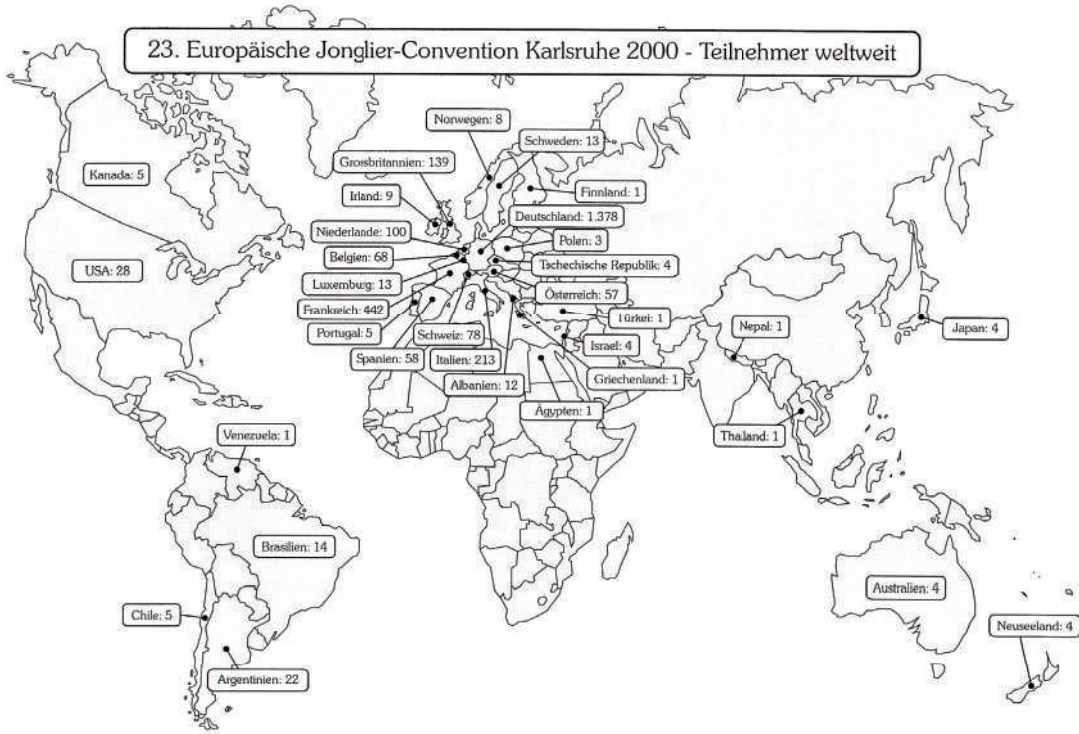 23. Europäische Jonglier-Convention Karlsruhe 2000 - Teilnehmer weltweit
Norwegen: 8
Schweden: 13
Grossbritannien: 139
Kanada: 5
Irland: 9
Finnland: 1
Deutschland: 1.378
Niederlande: 100
Polen: 3
Belgien: 68
USA: 28
Tschechische Republik: 4
Luxemburg: 13
Österreich: 57
Frankreich: 442
Türkei: 1
Portugal: 5
Schweiz: 78
Nepal: 1
Japan: 4
Israel: 4
Spanien: 58
Italien: 213
Griechenland: 1
Albanien: 12
Ägypten: 1
Venezuela: 1
Thailand: 1
Brasilien: 14
Australien: 4
Chile: 5
Neuseeland: 4
Argentinien: 22